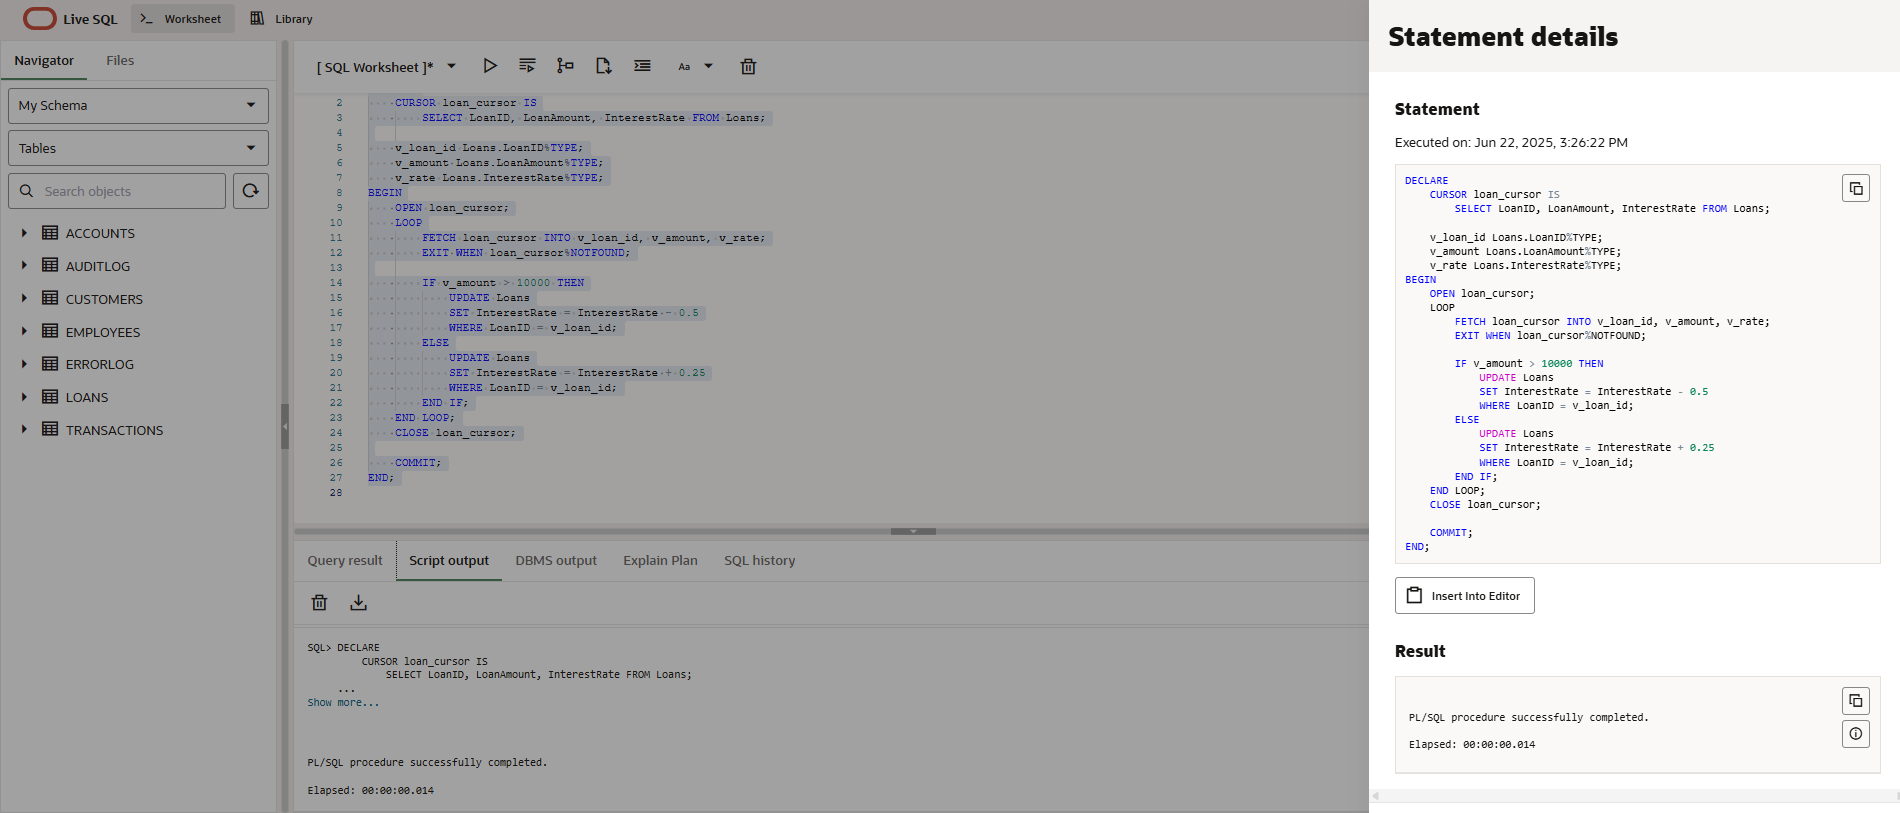 Live SQL
Worksheet
Library
Navigator
Files
My Schema
Tables
Search objects
ACCOUNTS
AUDITLOG
CUSTOMERS
EMPLOYEES
ERRORLOG
LOANS
TRANSACTIONS
[ SQL Worksheet ]*
Aa
2 CURSOR loan_cursor IS
3 SELECT LoanID, LoanAmount, InterestRate FROM Loans;
4
5 v_loan_id Loans.LoanID%TYPE;
6 v_amount Loans.LoanAmount%TYPE;
7 v_rate Loans.InterestRate%TYPE;
8 BEGIN
9 OPEN loan_cursor;
10 LOOP
11 FETCH loan_cursor INTO v_loan_id, v_amount, v_rate;
12 EXIT WHEN loan_cursor%NOTFOUND;
13
14 IF v_amount > 10000 THEN
15 UPDATE Loans
16 SET InterestRate = InterestRate - 0.5
17 WHERE LoanID = v_loan_id;
18 ELSE
19 UPDATE Loans
20 SET InterestRate = InterestRate + 0.25
21 WHERE LoanID = v_loan_id;
22 END IF;
23 END LOOP;
24 CLOSE loan_cursor;
25
26 COMMIT;
27 END;
28
Query result
Script output
DBMS output
Explain Plan
SQL history
SQL> DECLARE
CURSOR loan_cursor IS
SELECT LoanID, LoanAmount, InterestRate FROM Loans;
...
Show more...
PL/SQL procedure successfully completed.
Elapsed: 00:00:00.014
Statement details
Statement
Executed on: Jun 22, 2025, 3:26:22 PM
DECLARE
CURSOR loan_cursor IS
SELECT LoanID, LoanAmount, InterestRate FROM Loans;
v_loan_id Loans.LoanID%TYPE;
v_amount Loans.LoanAmount%TYPE;
v_rate Loans.InterestRate%TYPE;
BEGIN
OPEN loan_cursor;
LOOP
FETCH loan_cursor INTO v_loan_id, v_amount, v_rate;
EXIT WHEN loan_cursor%NOTFOUND;
IF v_amount > 10000 THEN
UPDATE Loans
SET InterestRate = InterestRate - 0.5
WHERE LoanID = v_loan_id;
ELSE
UPDATE Loans
SET InterestRate = InterestRate + 0.25
WHERE LoanID = v_loan_id;
END IF;
END LOOP;
CLOSE loan_cursor;
COMMIT;
END;
Insert Into Editor
Result
PL/SQL procedure successfully completed.
Elapsed: 00:00:00.014